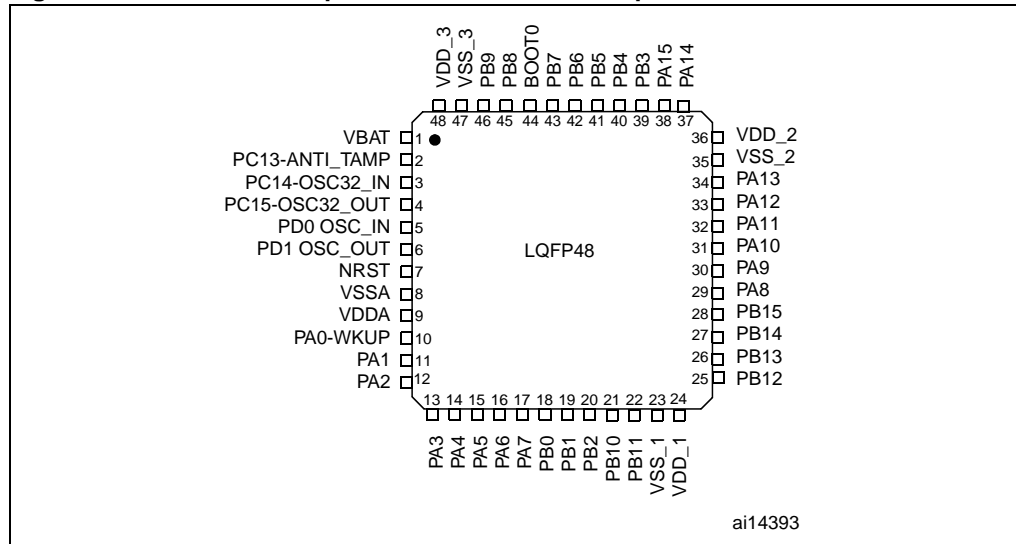 VDD_3
VSS_3
PB9
PB8
BOOT0
PB7
PB6
PB5
PB4
PB3
PA15
PA14
48 47 46 45 44 43 42 41 40 39 38 37
VBAT 1
PC13-ANTI_TAMP 2
PC14-OSC32_IN 3
PC15-OSC32_OUT 4
PD0 OSC_IN 5
PD1 OSC_OUT 6
NRST 7
VSSA 8
VDDA 9
PA0-WKUP 10
PA1 11
PA2 12
LQFP48
36 VDD_2
35 VSS_2
34 PA13
33 PA12
32 PA11
31 PA10
30 PA9
29 PA8
28 PB15
27 PB14
26 PB13
25 PB12
13 14 15 16 17 18 19 20 21 22 23 24
PA3
PA4
PA5
PA6
PA7
PB0
PB1
PB2
PB10
PB11
VSS_1
VDD_1
ai14393